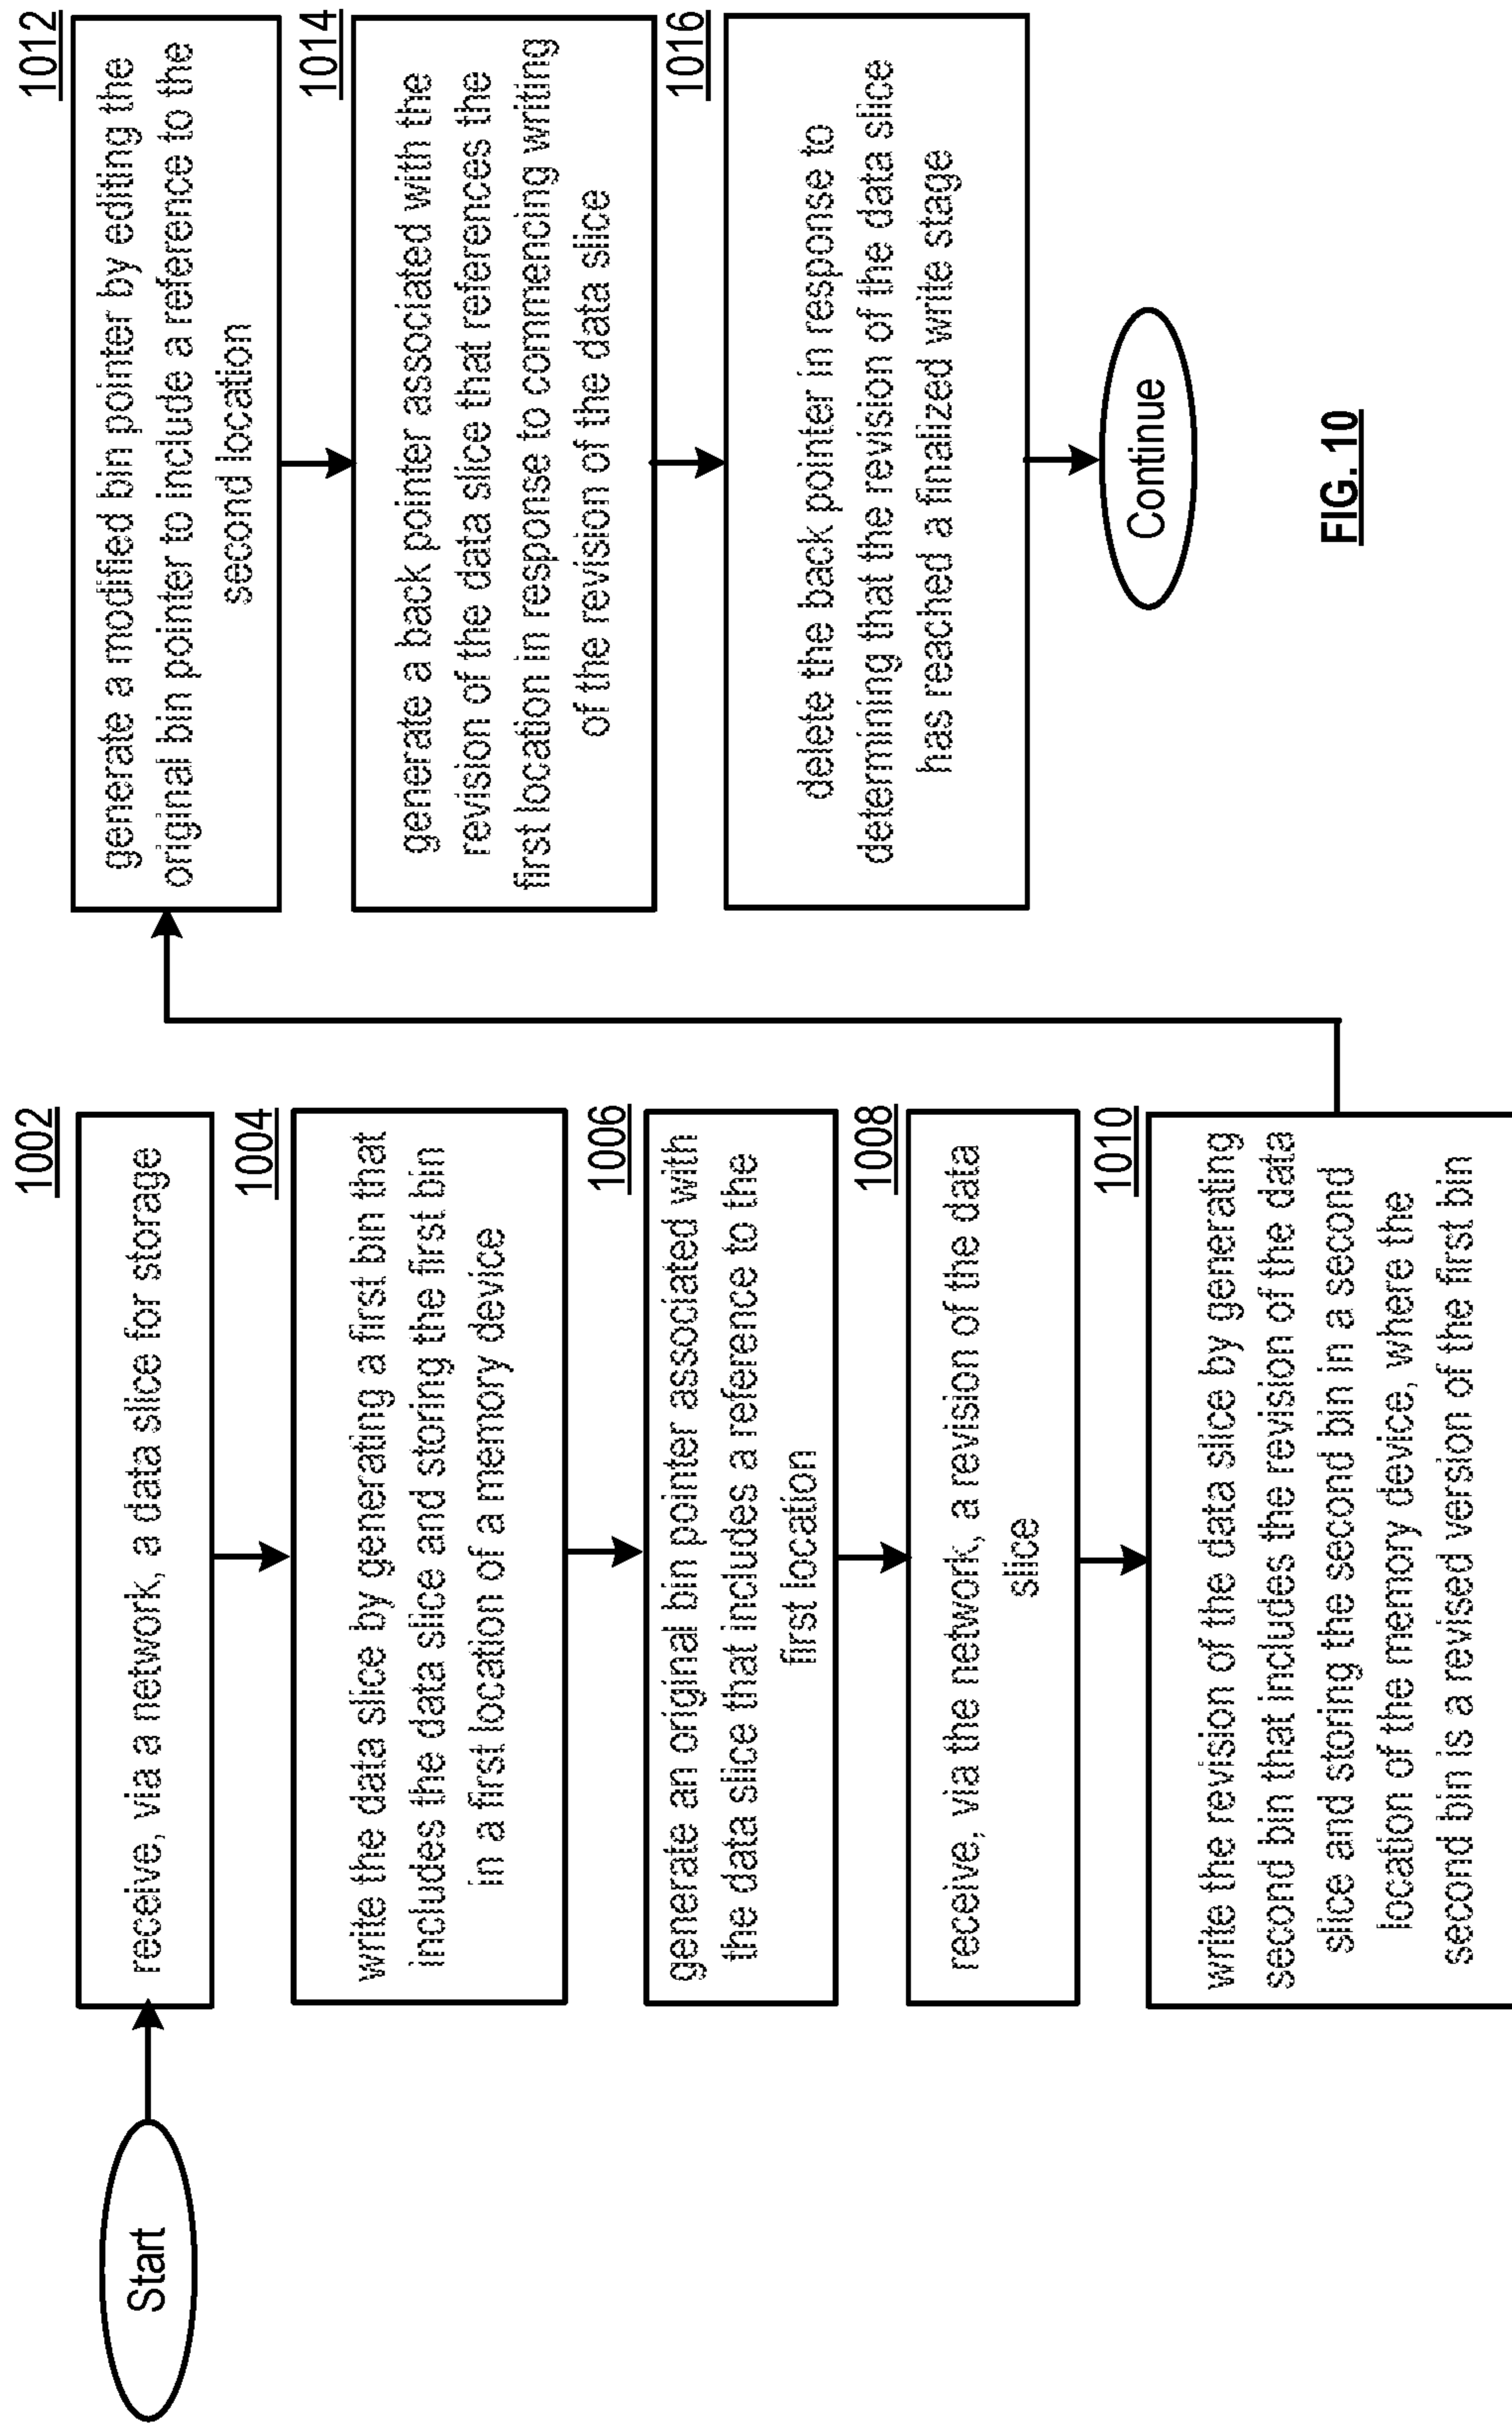 Start
1002
receive, via a network, a data slice for storage
1004
write the data slice by generating a first bin that
includes the data slice and storing the first bin
in a first location of a memory device
1006
generate an original bin pointer associated with
the data slice that includes a reference to the
first location
1008
receive, via the network, a revision of the data
slice
1010
write the revision of the data slice by generating
second bin that includes the revision of the data
slice and storing the second bin in a second
location of the memory device, where the
second bin is a revised version of the first bin
1012
generate a modified bin pointer by editing the
original bin pointer to include a reference to the
second location
1014
generate a back pointer associated with the
revision of the data slice that references the
first location in response to commencing writing
of the revision of the data slice
1016
delete the back pointer in response to
determining that the revision of the data slice
has reached a finalized write stage
Continue
FIG. 10